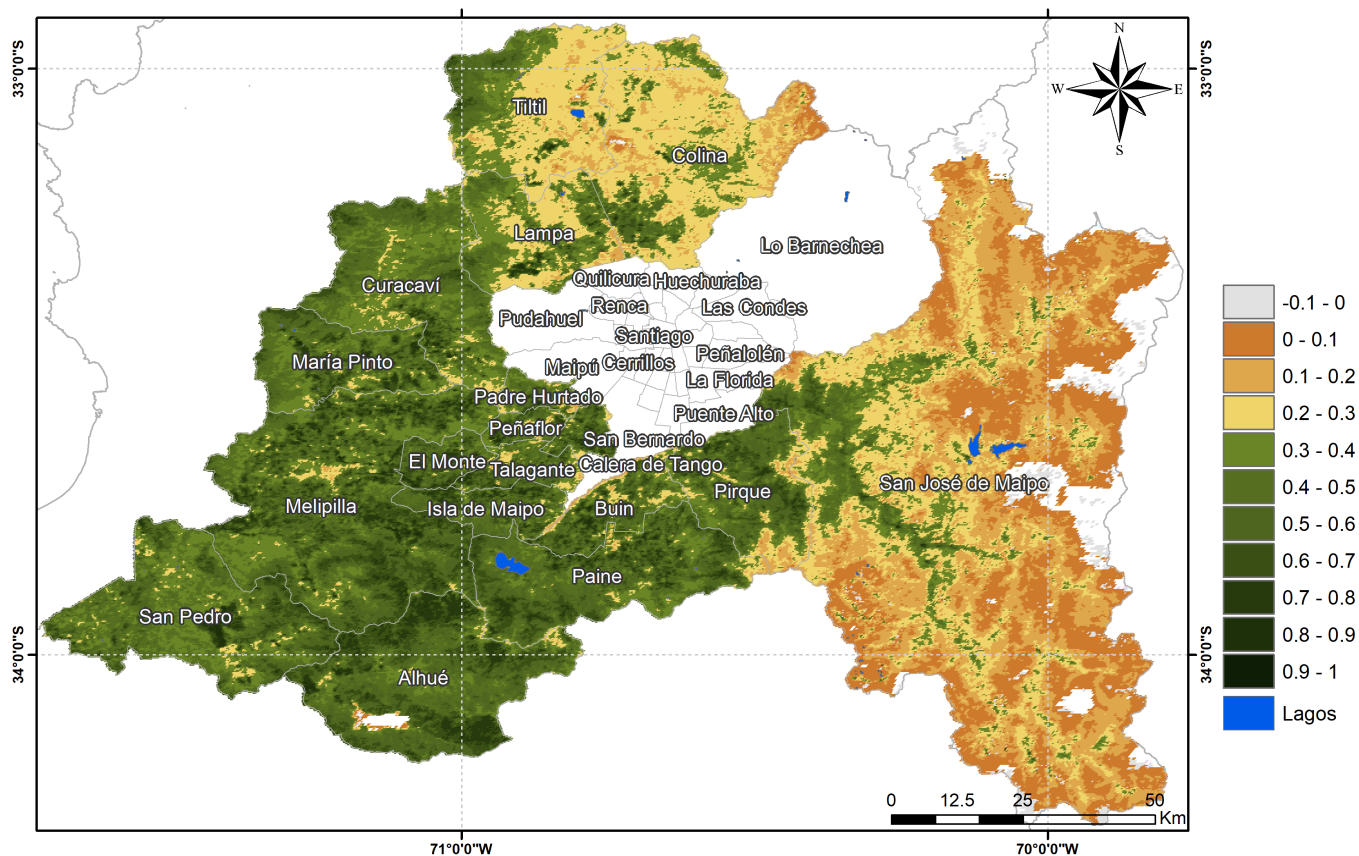 33°0'0"S
33°0'0"S
N
W
E
S
Tiltil
Colina
Lampa
Lo Barnechea
Curacaví
Quilicura
Huechuraba
Renca
Las Condes
Pudahuel
Santiago
María Pinto
Maipú
Cerrillos
Peñalolén
La Florida
Padre Hurtado
Puente Alto
Peñaflor
San Bernardo
El Monte
Talagante
Calera de Tango
San José de Maipo
Pirque
Melipilla
Isla de Maipo
Buin
Paine
San Pedro
Alhué
34°0'0"S
34°0'0"S
-0.1 - 0
0 - 0.1
0.1 - 0.2
0.2 - 0.3
0.3 - 0.4
0.4 - 0.5
0.5 - 0.6
0.6 - 0.7
0.7 - 0.8
0.8 - 0.9
0.9 - 1
Lagos
0 12.5 25 50
Km
71°0'0"W
70°0'0"W